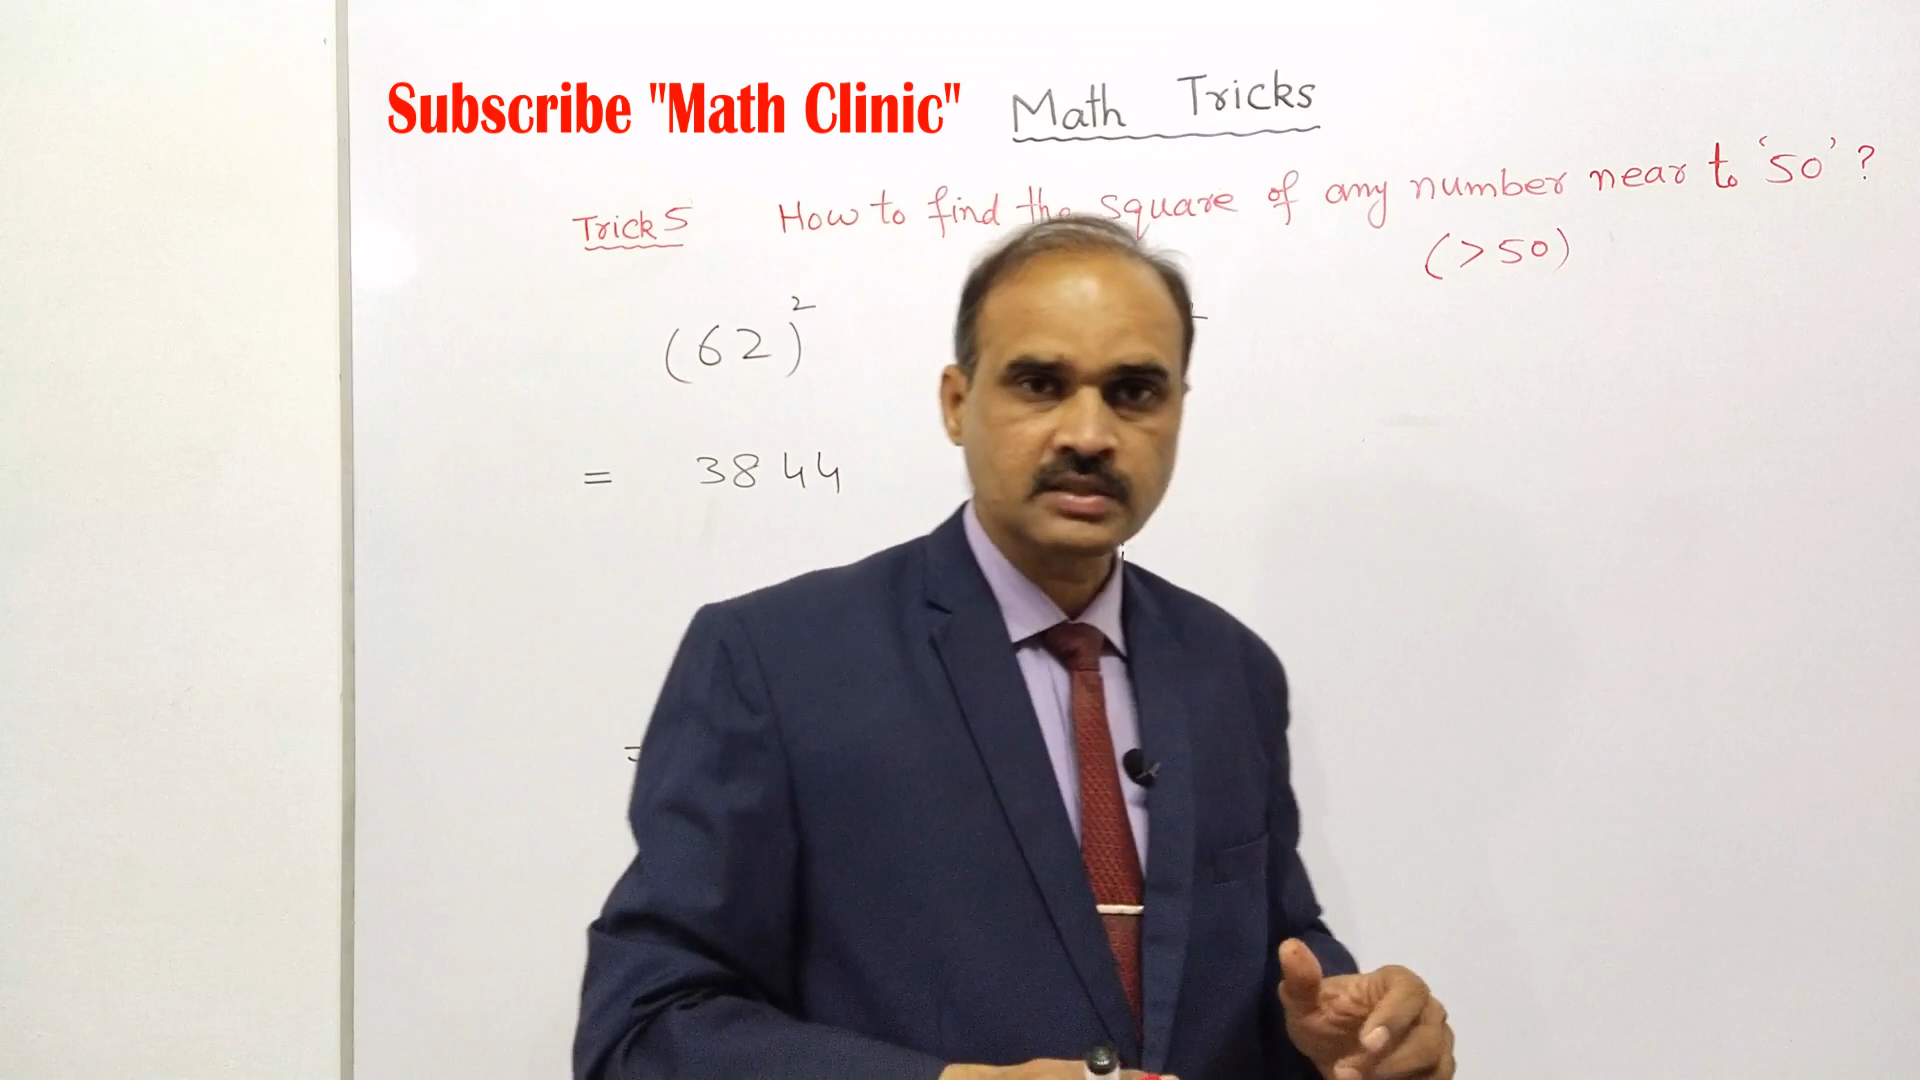 Subscribe "Math Clinic" Math Tricks
Trick 5 How to find the square of any number near to '50' ?
(> 50)
(62)²
= 3844